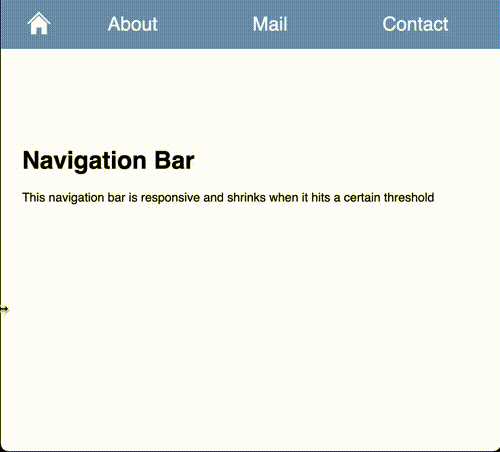 About Mail Contact
Navigation Bar
This navigation bar is responsive and shrinks when it hits a certain threshold